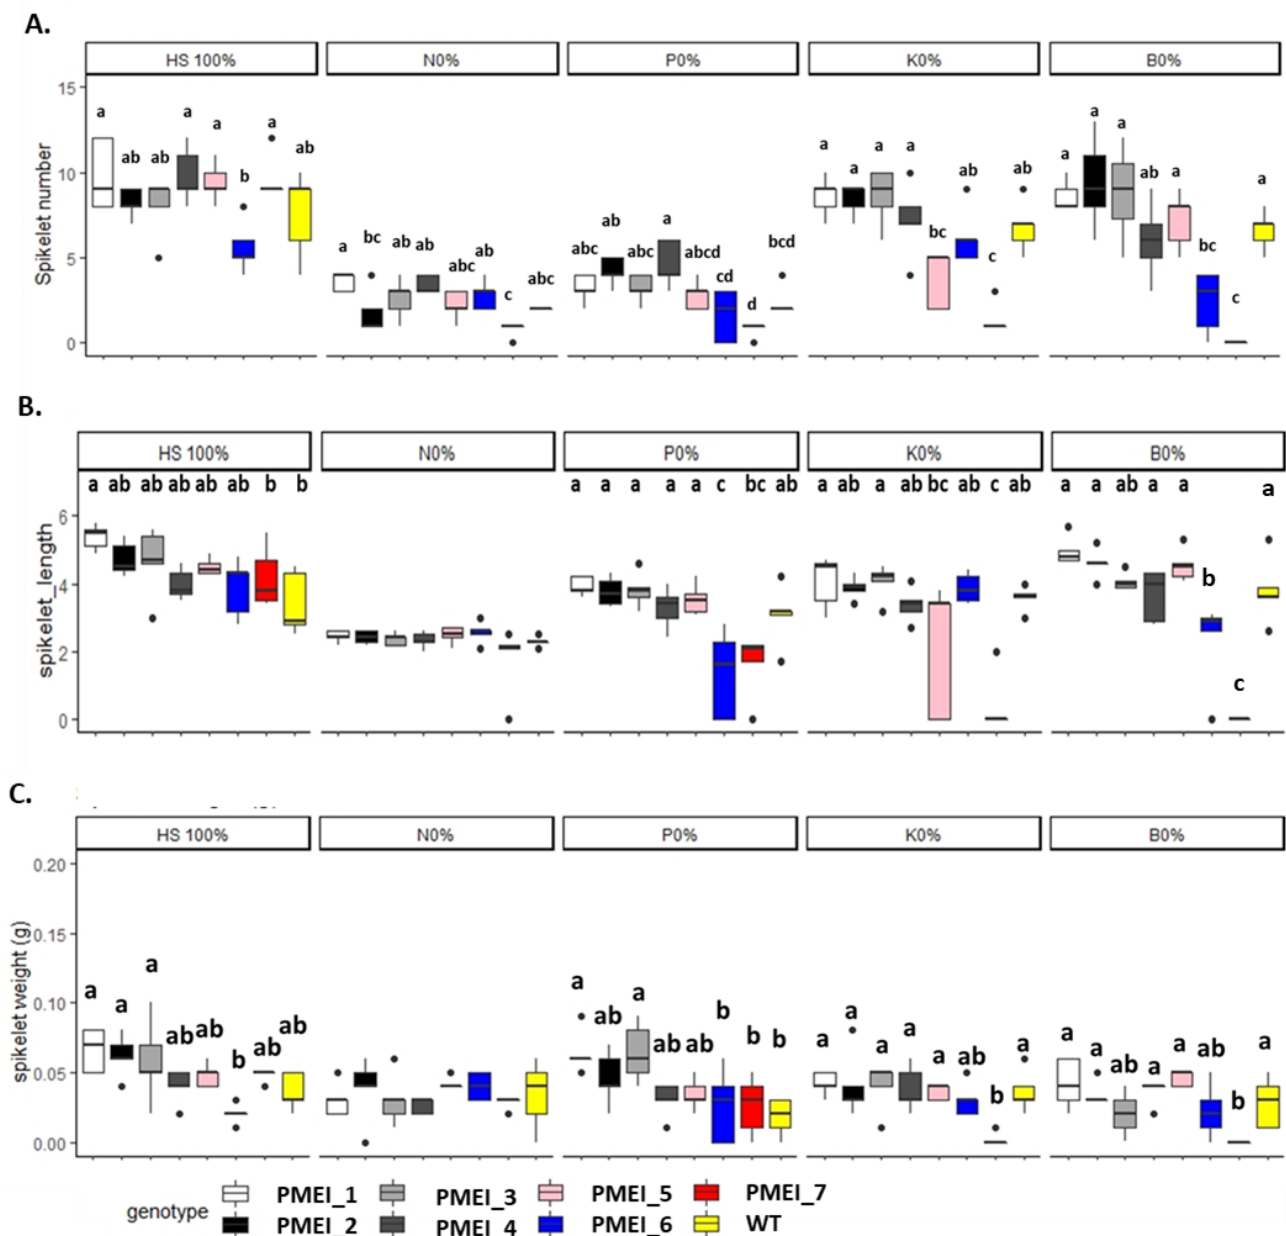 A.
HS 100% N0% P0% K0% B0%
Spikelet number
15
10
5
0
a ab ab a a b a ab
a bc ab ab abc ab c abc
abc ab abc a abcd cd d bcd
a a a a bc ab c ab
a a a ab a bc c a
B.
HS 100% N0% P0% K0% B0%
spikelet_length
6
4
2
0
a ab ab ab ab ab b b
a a a a a c bc ab
a ab a ab bc ab c ab
a a ab a a b c a
C.
HS 100% N0% P0% K0% B0%
spikelet weight (g)
0.20
0.15
0.10
0.05
0.00
a a a ab ab b ab ab
a ab a ab ab b b b
a a a a a ab b a
a a ab a a ab b a
genotype
PMEI_1 PMEI_3 PMEI_5 PMEI_7
PMEI_2 PMEI_4 PMEI_6 WT